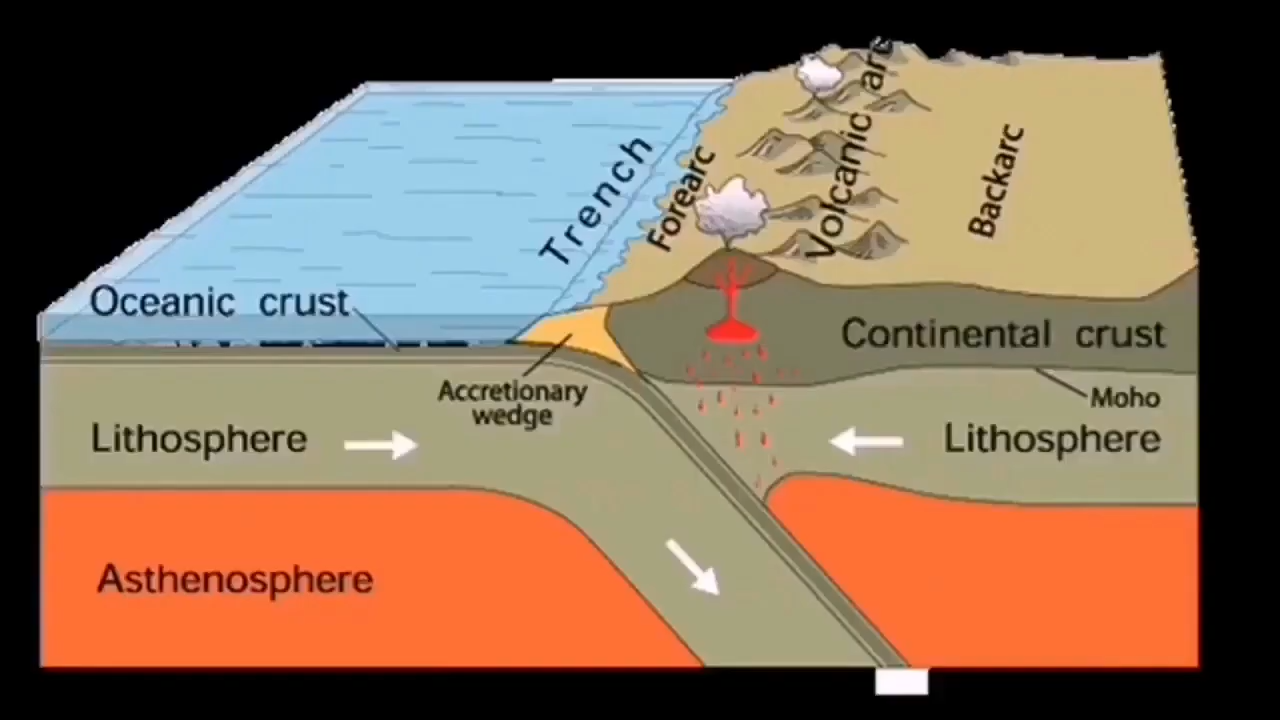 Volcanic arc
Trench
Forearc
Backarc
Oceanic crust
Continental crust
Accretionary
wedge
Moho
Lithosphere
Lithosphere
Asthenosphere